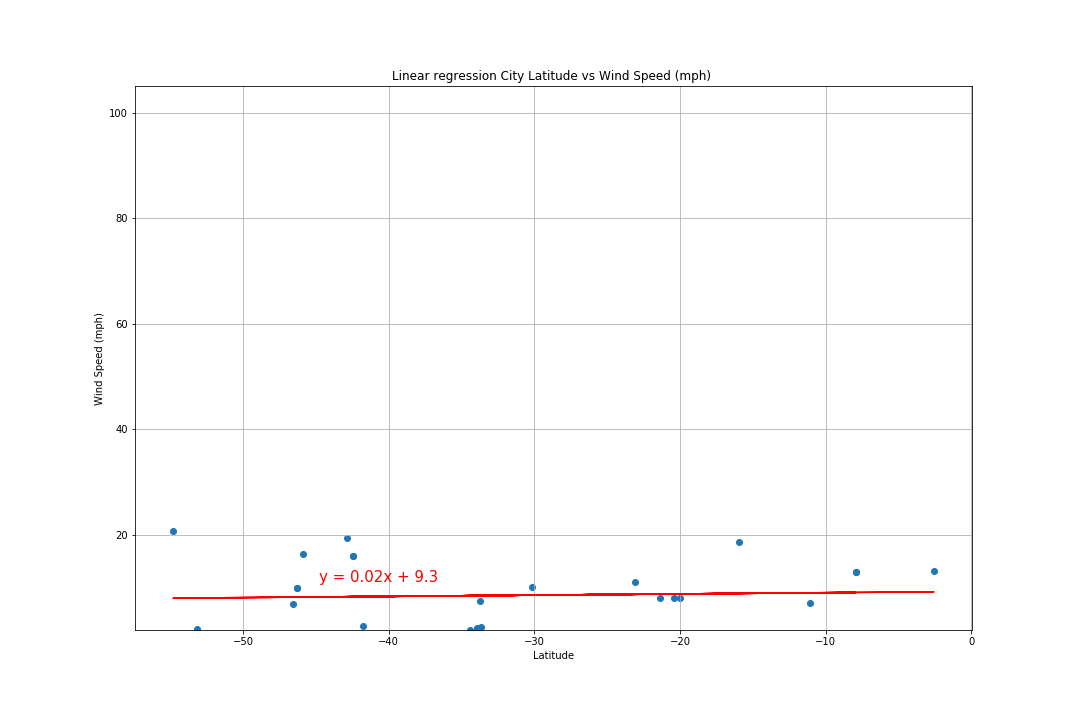 Linear regression City Latitude vs Wind Speed (mph)
100
80
60
40
20
Wind Speed (mph)
y = 0.02x + 9.3
−50
−40
−30
−20
−10
0
Latitude